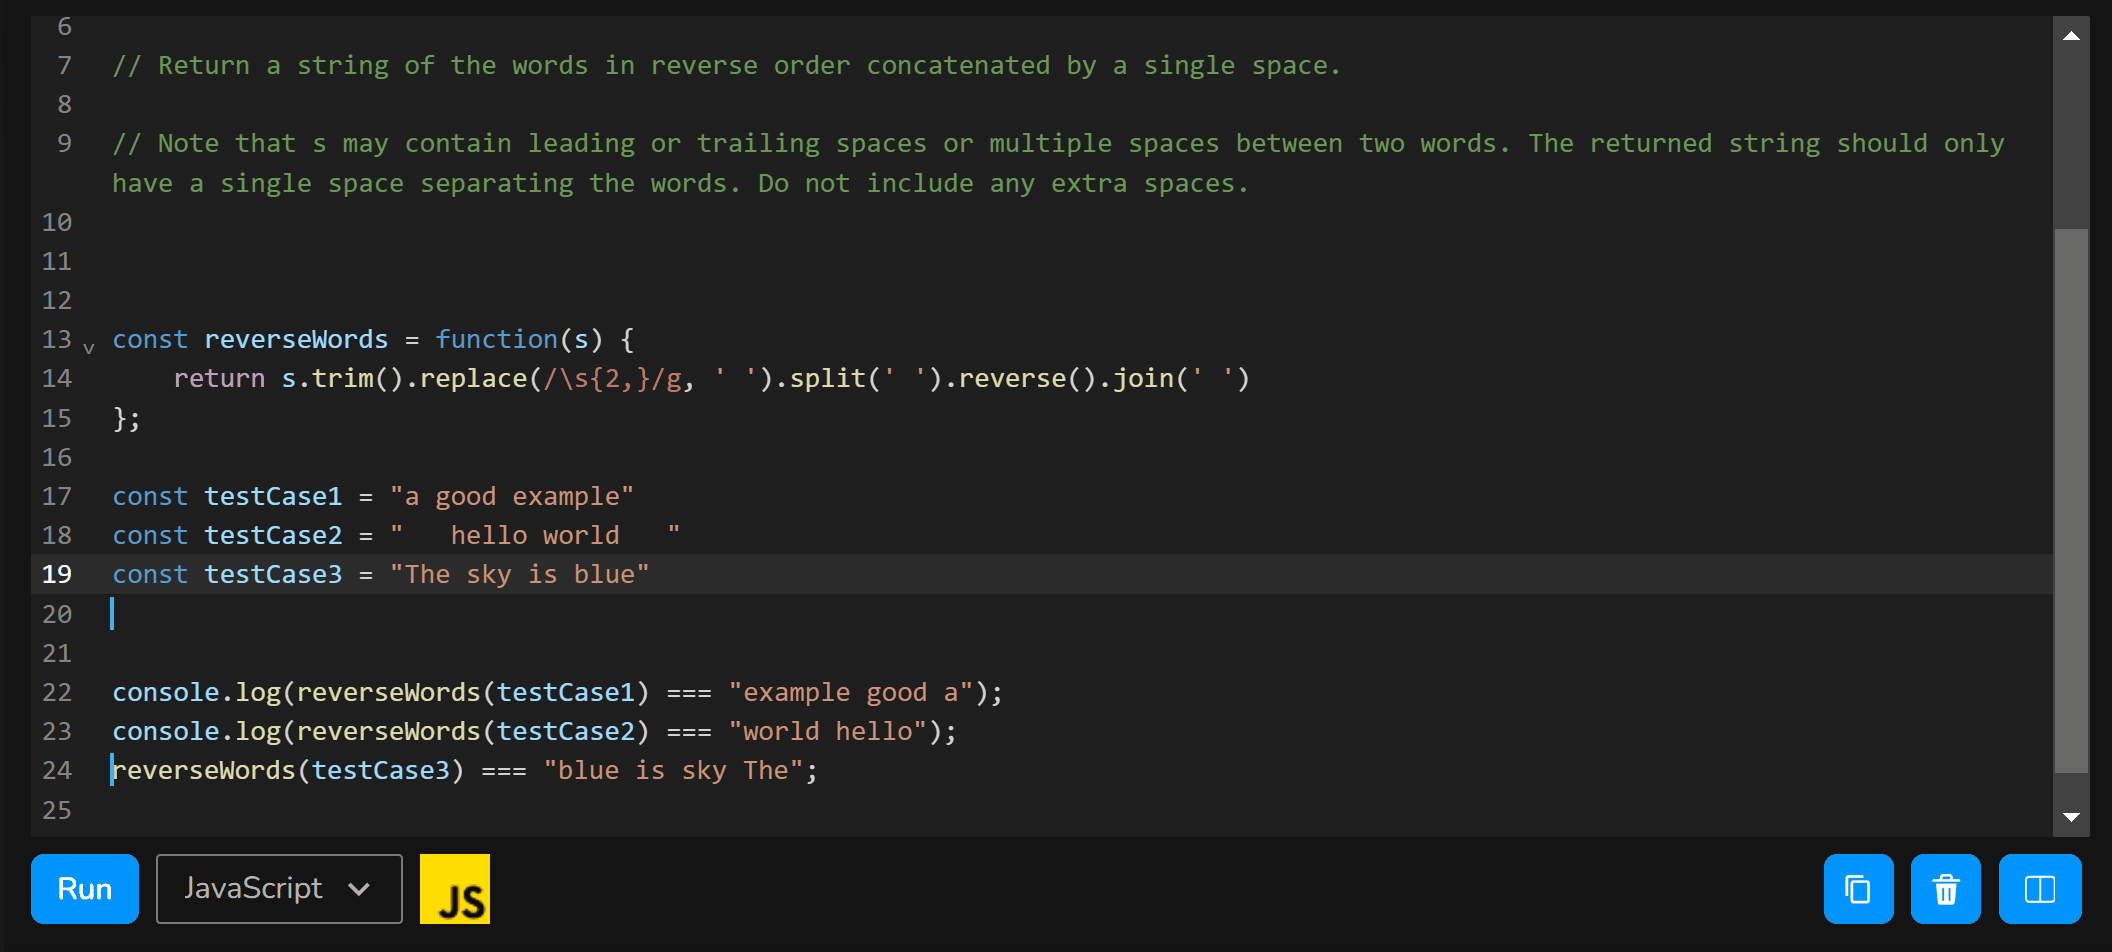 6
7 // Return a string of the words in reverse order concatenated by a single space.
8
9 // Note that s may contain leading or trailing spaces or multiple spaces between two words. The returned string should only
have a single space separating the words. Do not include any extra spaces.
10
11
12
13 const reverseWords = function(s) {
14     return s.trim().replace(/\s{2,}/g, ' ').split(' ').reverse().join(' ')
15 };
16
17 const testCase1 = "a good example"
18 const testCase2 = "   hello world   "
19 const testCase3 = "The sky is blue"
20
21
22 console.log(reverseWords(testCase1) === "example good a");
23 console.log(reverseWords(testCase2) === "world hello");
24 reverseWords(testCase3) === "blue is sky The";
25
Run JavaScript JS